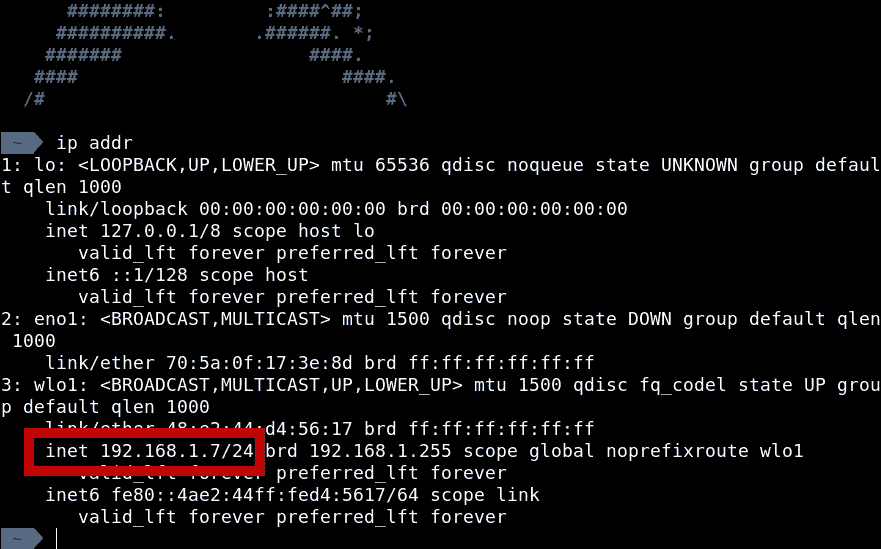 ########:         :####^##;
##########.       .######. *;
#######                 ####.
####                        ####.
/#                               #\
~ ip addr
1: lo: <LOOPBACK,UP,LOWER_UP> mtu 65536 qdisc noqueue state UNKNOWN group defaul
t qlen 1000
link/loopback 00:00:00:00:00:00 brd 00:00:00:00:00:00
inet 127.0.0.1/8 scope host lo
valid_lft forever preferred_lft forever
inet6 ::1/128 scope host
valid_lft forever preferred_lft forever
2: eno1: <BROADCAST,MULTICAST> mtu 1500 qdisc noop state DOWN group default qlen
1000
link/ether 70:5a:0f:17:3e:8d brd ff:ff:ff:ff:ff:ff
3: wlo1: <BROADCAST,MULTICAST,UP,LOWER_UP> mtu 1500 qdisc fq_codel state UP grou
p default qlen 1000
link/ether 48:e2:44:d4:56:17 brd ff:ff:ff:ff:ff:ff
inet 192.168.1.7/24 brd 192.168.1.255 scope global noprefixroute wlo1
valid_lft forever preferred_lft forever
inet6 fe80::4ae2:44ff:fed4:5617/64 scope link
valid_lft forever preferred_lft forever
~